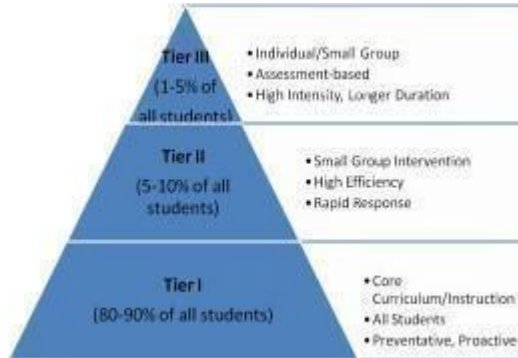 Tier III
(1-5% of
all students)
• Individual/Small Group
• Assessment-based
• High Intensity, Longer Duration
Tier II
(5-10% of all
students)
• Small Group Intervention
• High Efficiency
• Rapid Response
Tier I
(80-90% of all students)
• Core
Curriculum/Instruction
• All Students
• Preventative, Proactive